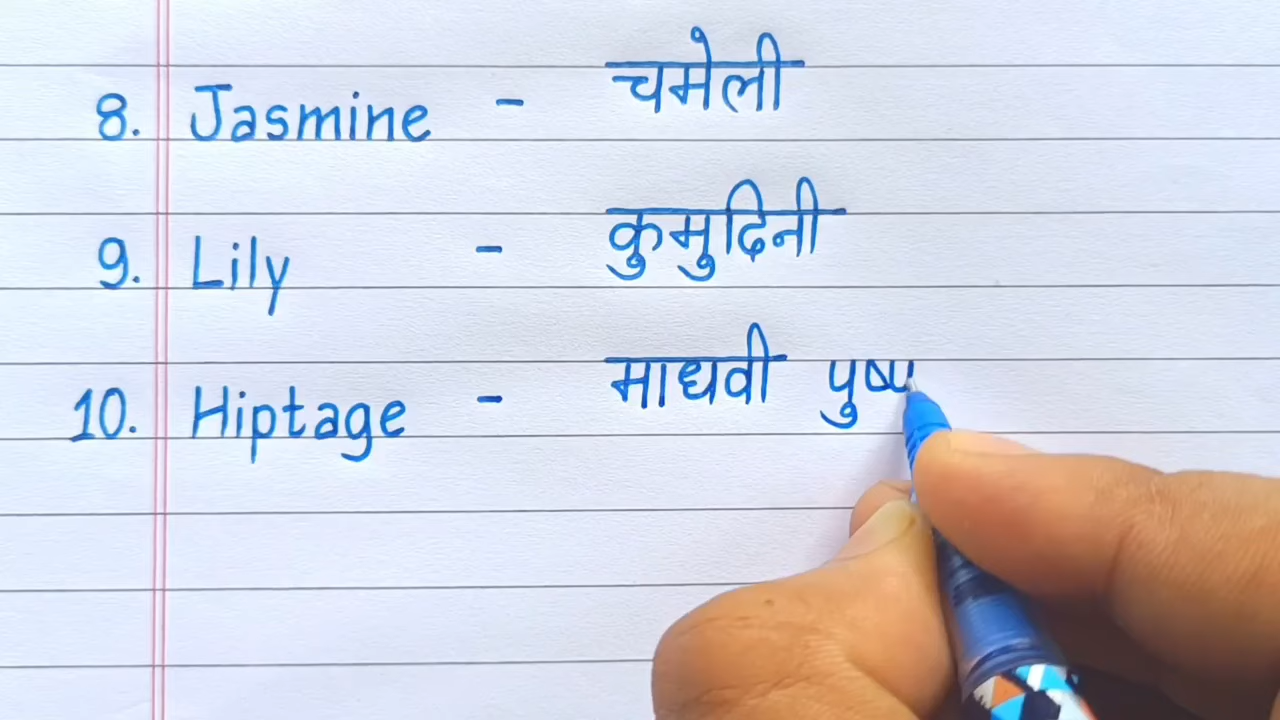 8. Jasmine - चमेली
9. Lily - कुमुदिनी
10. Hiptage - माधवी पुष्प